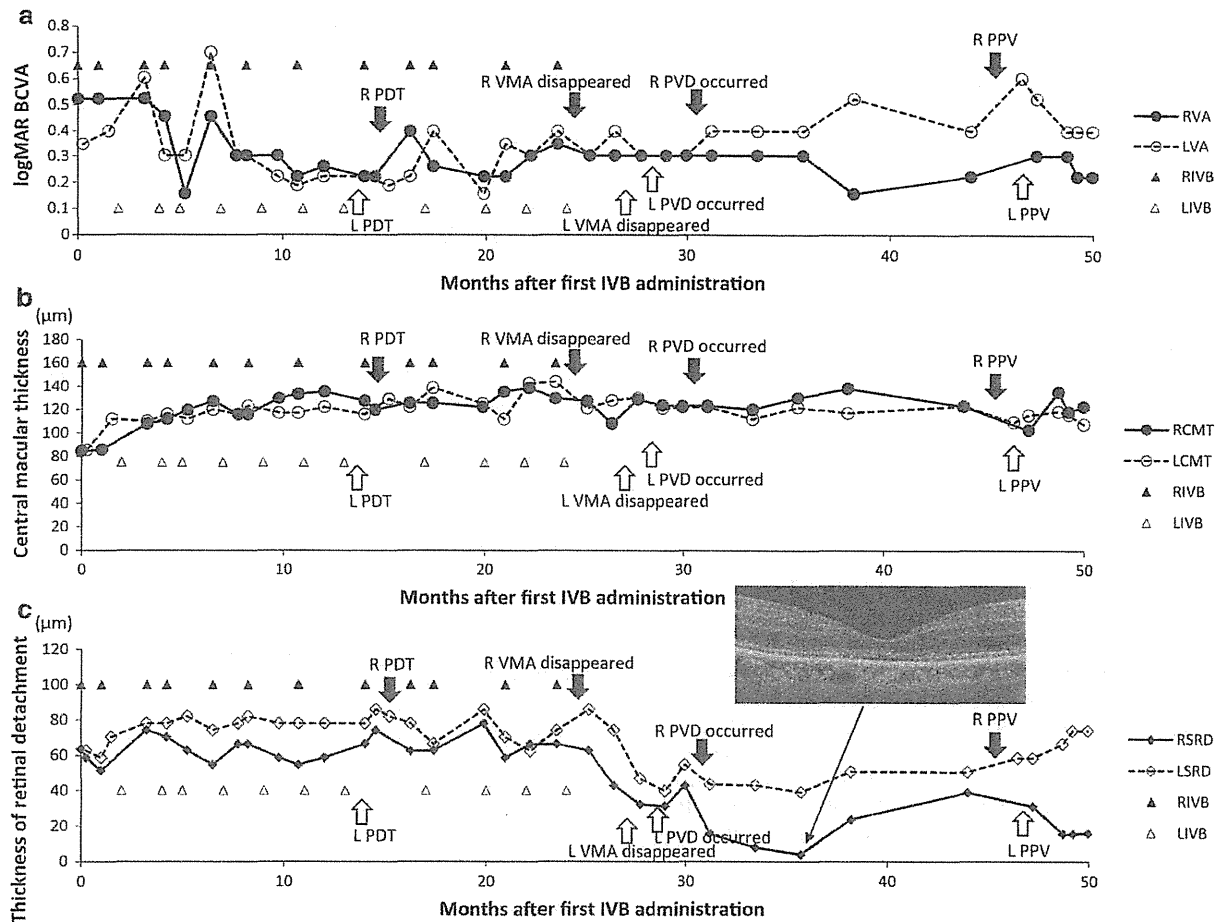 a
0.8
0.7
0.6
0.5
0.4
0.3
0.2
0.1
0
logMAR BCVA
R PDT
R VMA disappeared
R PVD occurred
R PPV
L PDT
L VMA disappeared
L PVD occurred
L PPV
RVA
LVA
RIVB
LIVB
0 10 20 30 40 50
Months after first IVB administration
b
(μm)
180
160
140
120
100
80
60
40
20
0
Central macular thickness
R PDT
R VMA disappeared
R PVD occurred
R PPV
L PDT
L VMA disappeared
L PVD occurred
L PPV
RCMT
LCMT
RIVB
LIVB
0 10 20 30 40 50
Months after first IVB administration
c
(μm)
120
100
80
60
40
20
0
Thickness of retinal detachment
R PDT
R VMA disappeared
R PVD occurred
R PPV
L PDT
L VMA disappeared
L PVD occurred
L PPV
RSRD
LSRD
RIVB
LIVB
0 10 20 30 40 50
Months after first IVB administration